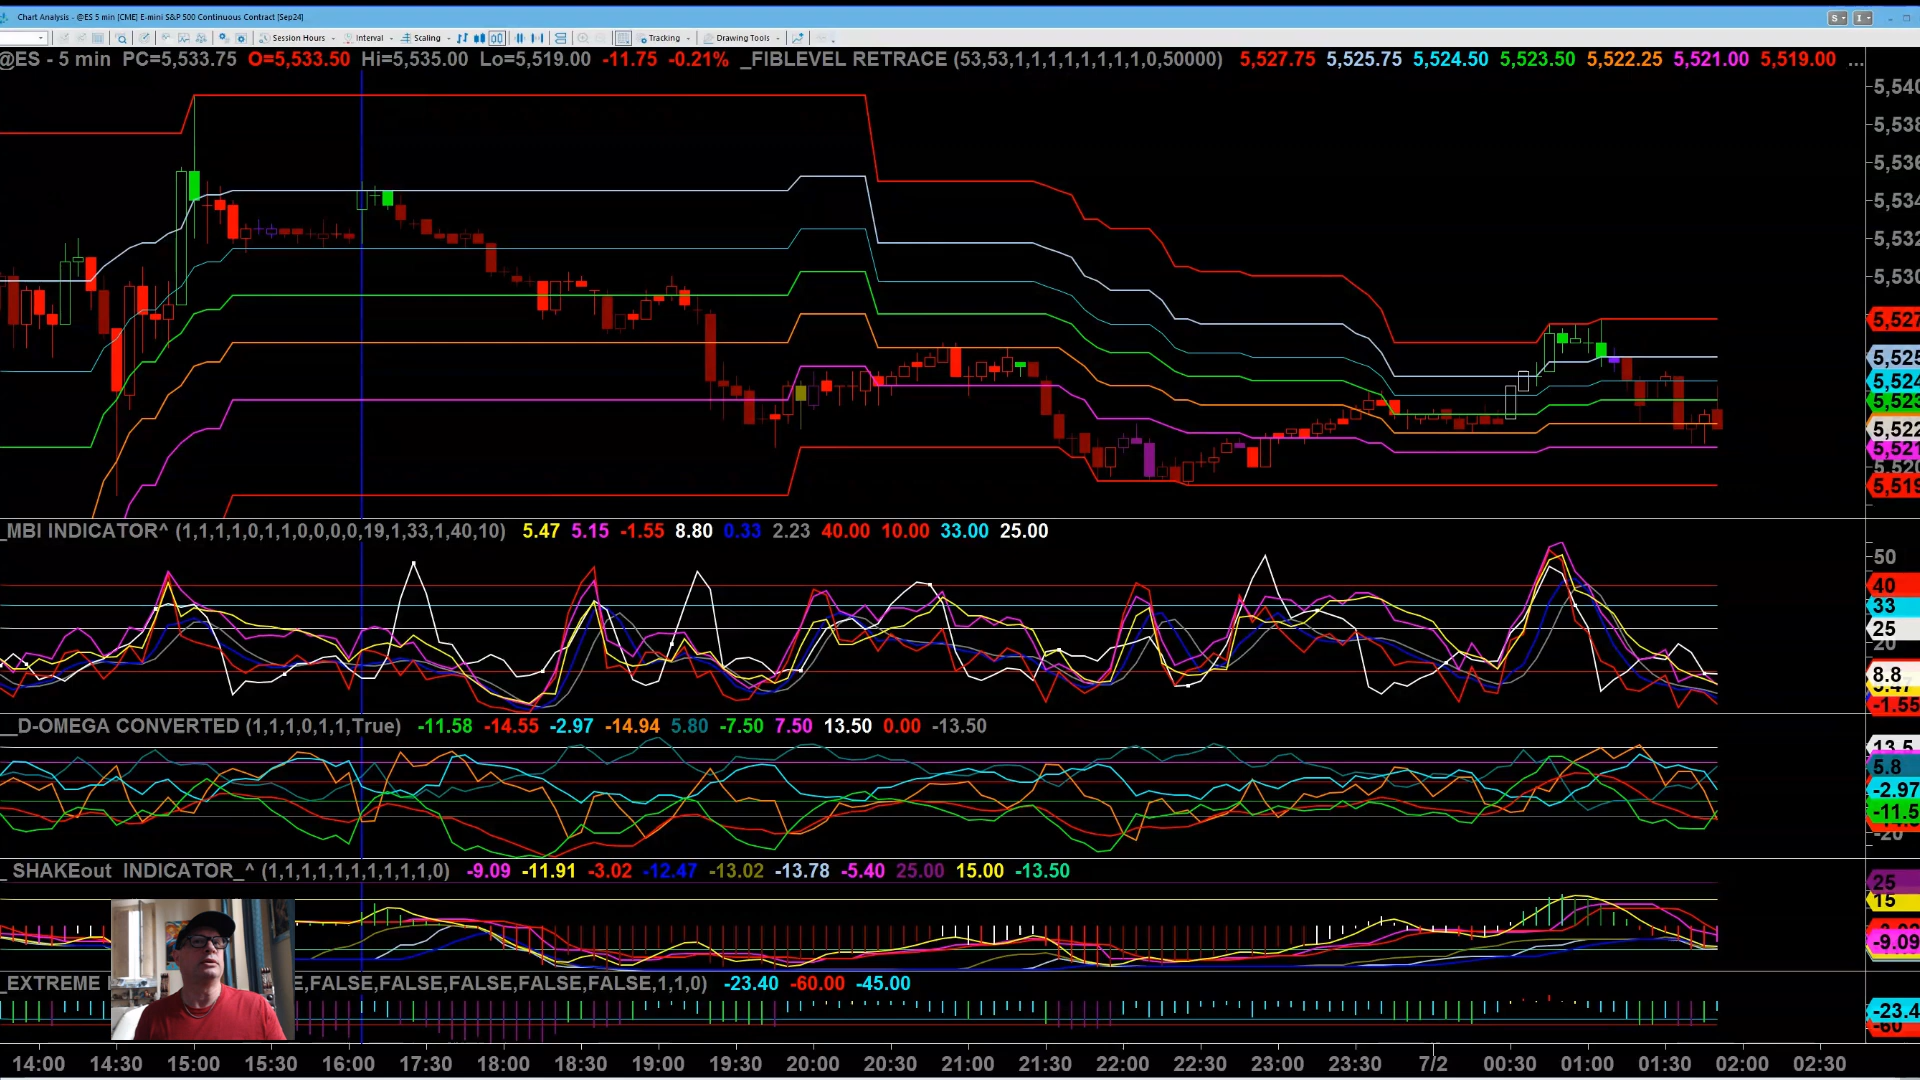 Chart Analysis - @ES 5 min [CME] E-mini S&P 500 Continuous Contract [Sep24]
S
I
Session Hours
Interval
Scaling
Tracking
Drawing Tools
@ES - 5 min PC=5,533.75 O=5,533.50 Hi=5,535.00 Lo=5,519.00 -11.75 -0.21% _FIBLEVEL RETRACE (53,53,1,1,1,1,1,1,1,1,0,50000) 5,527.75 5,525.75 5,524.50 5,523.50 5,522.25 5,521.00 5,519.00 ...
5,540
5,538
5,536
5,534
5,532
5,530
5,527
5,525
5,524
5,523
5,522
5,521
5,520
5,519
_MBI INDICATOR^ (1,1,1,1,0,1,1,0,0,0,0,19,1,33,1,40,10) 5.47 5.15 -1.55 8.80 0.33 2.23 40.00 10.00 33.00 25.00
50
40
33
25
20
8.8
5.47
-1.55
__D-OMEGA CONVERTED (1,1,1,0,1,1,True) -11.58 -14.55 -2.97 -14.94 5.80 -7.50 7.50 13.50 0.00 -13.50
13.5
5.8
-2.97
-11.5
-20
_ SHAKEout INDICATOR_^ (1,1,1,1,1,1,1,1,1,1,1,0) -9.09 -11.91 -3.02 -12.47 -13.02 -13.78 -5.40 25.00 15.00 -13.50
25
15
-9.09
_EXTREME E,FALSE,FALSE,FALSE,FALSE,FALSE,1,1,0) -23.40 -60.00 -45.00
-23.4
-60
14:00 14:30 15:00 15:30 16:00 17:30 18:00 18:30 19:00 19:30 20:00 20:30 21:00 21:30 22:00 22:30 23:00 23:30 7/2 00:30 01:00 01:30 02:00 02:30